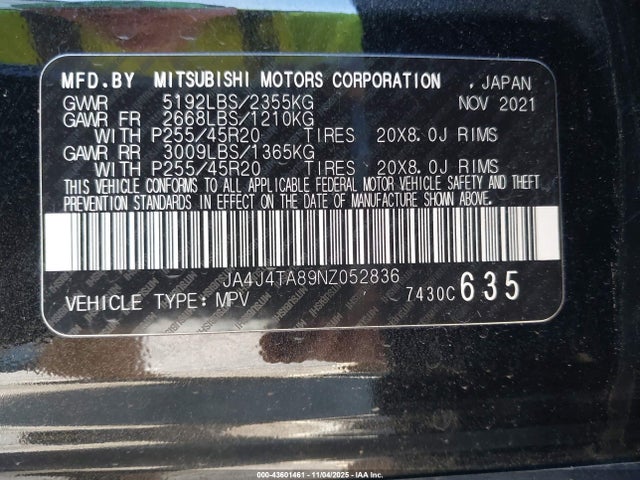 MFD.BY MITSUBISHI MOTORS CORPORATION , JAPAN
GVWR 5192LBS/2355KG NOV 2021
GAWR FR 2668LBS/1210KG
WITH P255/45R20 TIRES 20X8.0J RIMS
GAWR RR 3009LBS/1365KG
WITH P255/45R20 TIRES 20X8.0J RIMS
THIS VEHICLE CONFORMS TO ALL APPLICABLE FEDERAL MOTOR VEHICLE SAFETY AND THEFT
PREVENTION STANDARDS IN EFFECT ON THE DATE OF MANUFACTURE SHOWN ABOVE.
JA4J4TA89NZ052836
VEHICLE TYPE: MPV 7430C 635
000-43601461 - 11/04/2025 - IAA LLC